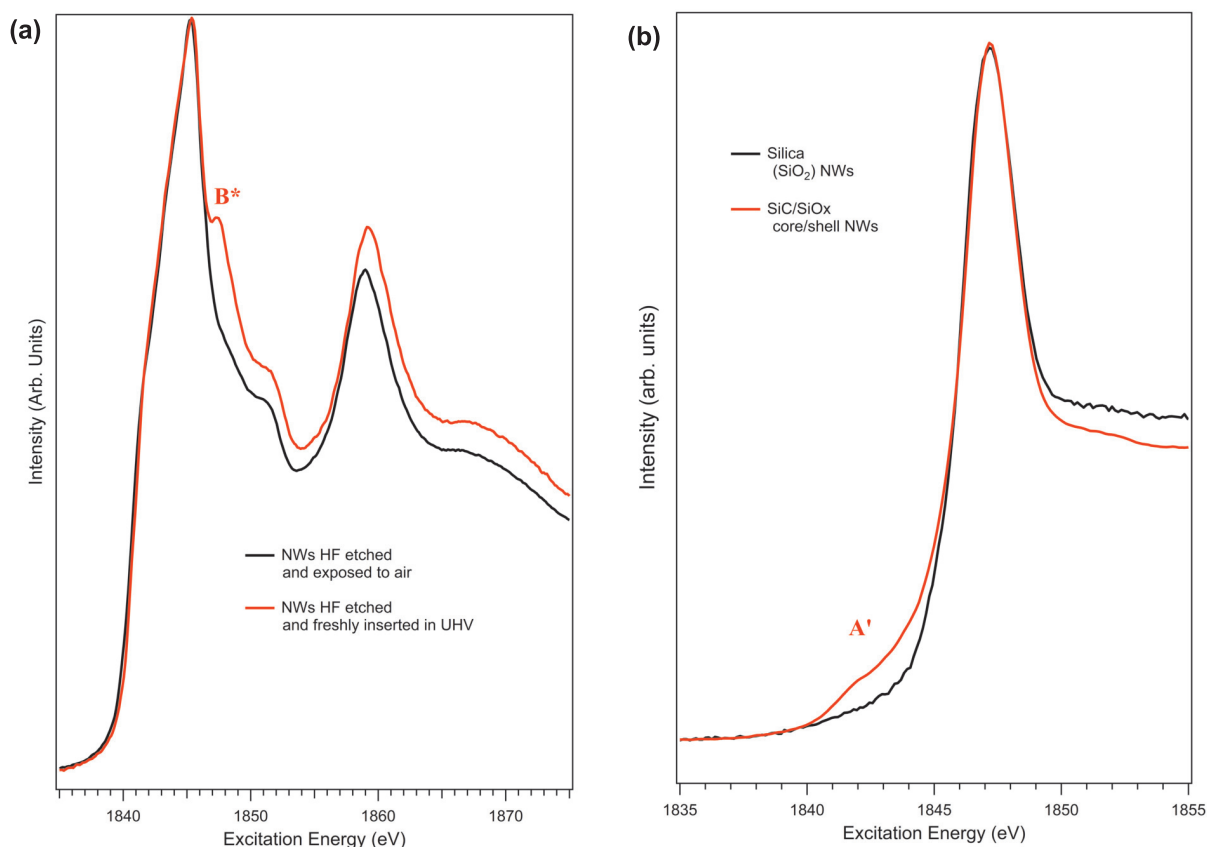 (a)
B*
Intensity (Arb. Units)
NWs HF etched
and exposed to air
NWs HF etched
and freshly inserted in UHV
1840
1850
1860
1870
Excitation Energy (eV)
(b)
Silica
(SiO₂) NWs
SiC/SiOx
core/shell NWs
A'
Intensity (arb. units)
1835
1840
1845
1850
1855
Excitation Energy (eV)